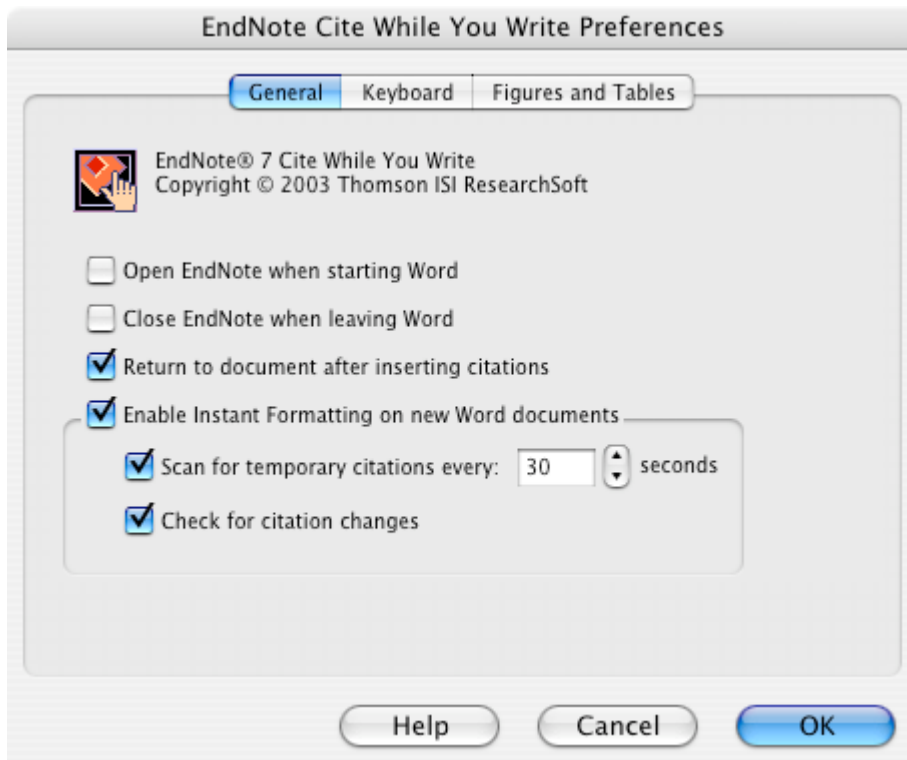 EndNote Cite While You Write Preferences
General Keyboard Figures and Tables
EndNote® 7 Cite While You Write
Copyright © 2003 Thomson ISI ResearchSoft
Open EndNote when starting Word
Close EndNote when leaving Word
Return to document after inserting citations
Enable Instant Formatting on new Word documents
Scan for temporary citations every: 30 seconds
Check for citation changes
Help Cancel OK